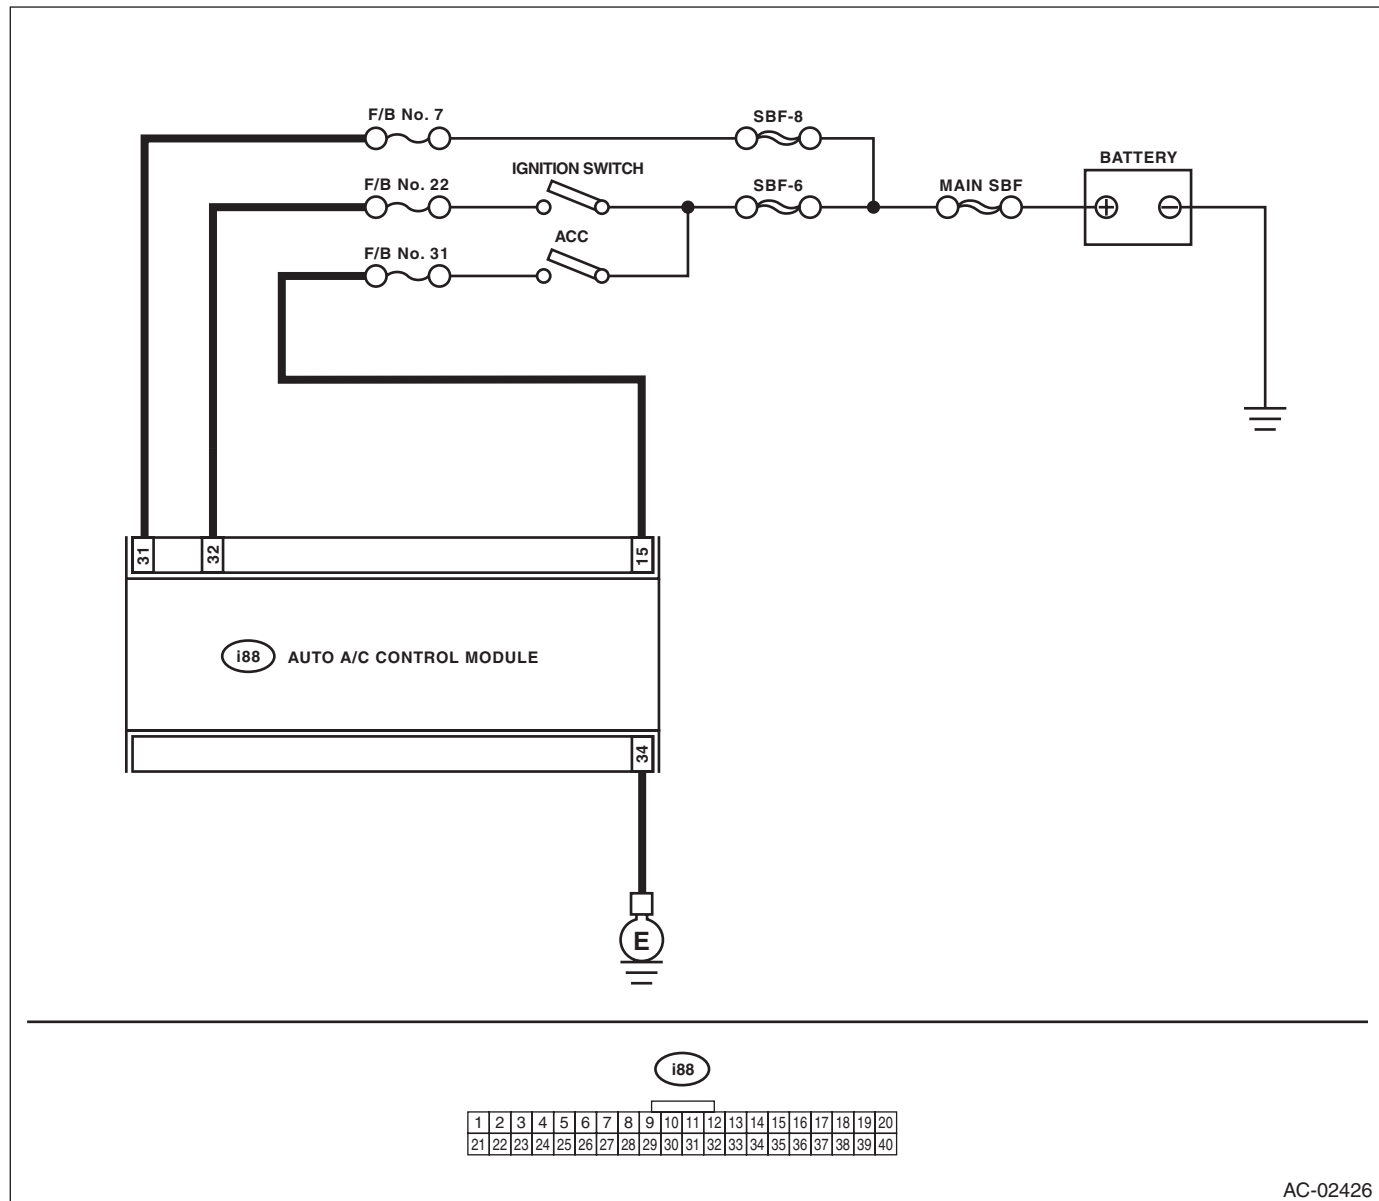 F/B No. 7
SBF-8
IGNITION SWITCH
BATTERY
F/B No. 22
SBF-6
MAIN SBF
+
−
ACC
F/B No. 31
31
32
15
i88 AUTO A/C CONTROL MODULE
34
E
i88
1 2 3 4 5 6 7 8 9 10 11 12 13 14 15 16 17 18 19 20
21 22 23 24 25 26 27 28 29 30 31 32 33 34 35 36 37 38 39 40
AC-02426